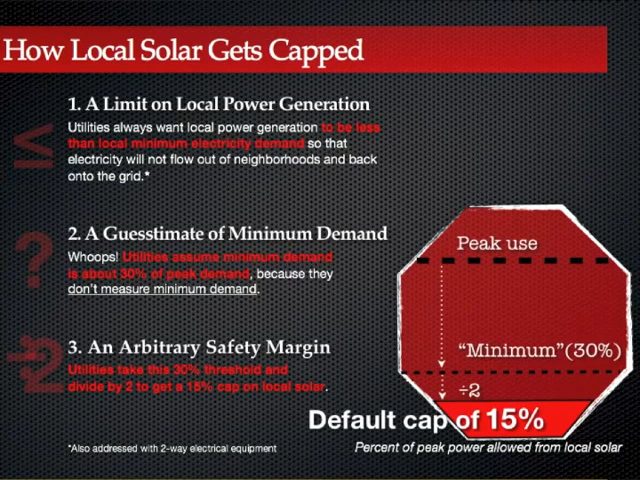 How Local Solar Gets Capped
1. A Limit on Local Power Generation
Utilities always want local power generation to be less
than local minimum electricity demand so that
electricity will not flow out of neighborhoods and back
onto the grid.*
≤
2. A Guesstimate of Minimum Demand
Whoops! Utilities assume minimum demand
is about 30% of peak demand, because they
don't measure minimum demand.
?
3. An Arbitrary Safety Margin
Utilities take this 30% threshold and
divide by 2 to get a 15% cap on local solar.
Peak use
“Minimum”(30%)
÷2
Default cap of 15%
Percent of peak power allowed from local solar
*Also addressed with 2-way electrical equipment